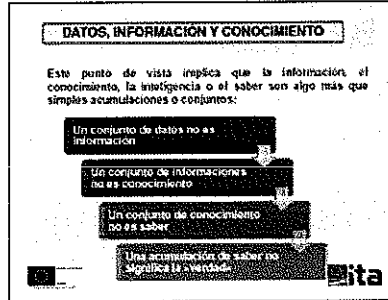 DATOS, INFORMACIÓN Y CONOCIMIENTO
Este punto de vista implica que la información, el
conocimiento, la inteligencia o el saber son algo más que
simples acumulaciones o conjuntos:
Un conjunto de datos no es
información
Un conjunto de informaciones
no es conocimiento
Un conjunto de conocimiento
no es saber
Una acumulación de saber no
significa la «verdad»
ita